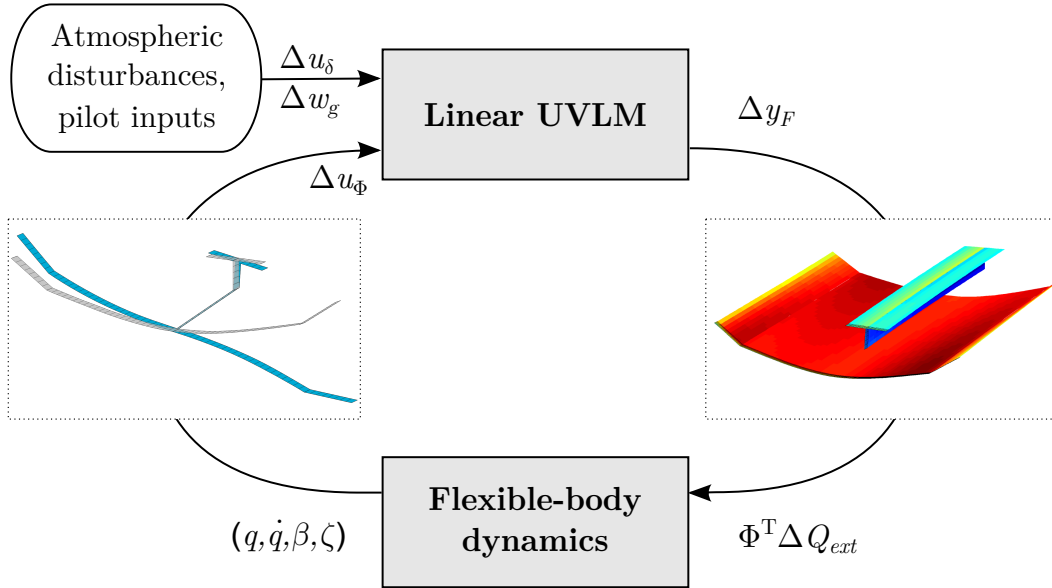 Atmospheric
disturbances,
pilot inputs
Δu_δ
Δw_g
Linear UVLM
Δy_F
Δu_Φ
Flexible-body
dynamics
(q,q̇,β,ζ)
Φ^T ΔQ_ext